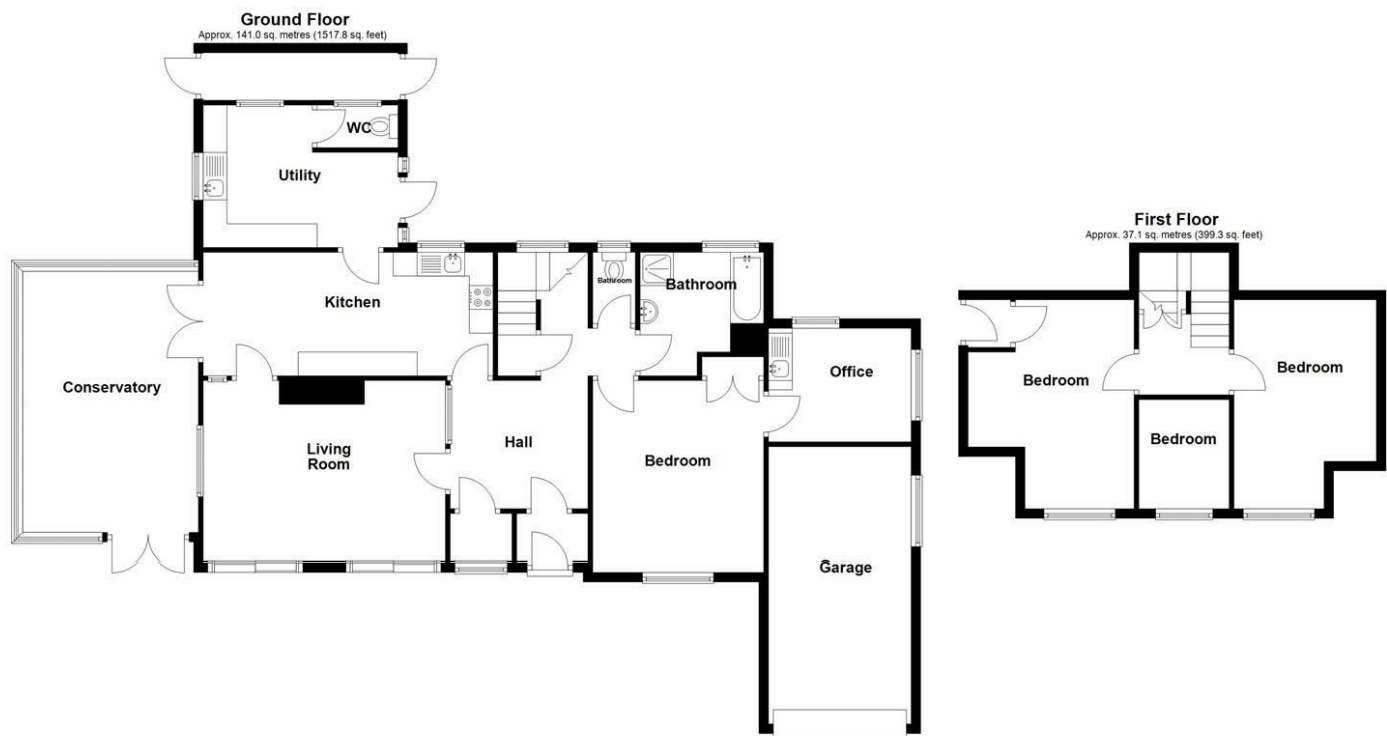 Ground Floor
Approx. 141.0 sq. metres (1517.8 sq. feet)
WC
Utility
First Floor
Approx. 37.1 sq. metres (399.3 sq. feet)
Kitchen
Bathroom
Bathroom
Conservatory
Office
Bedroom
Bedroom
Living
Room
Hall
Bedroom
Bedroom
Garage